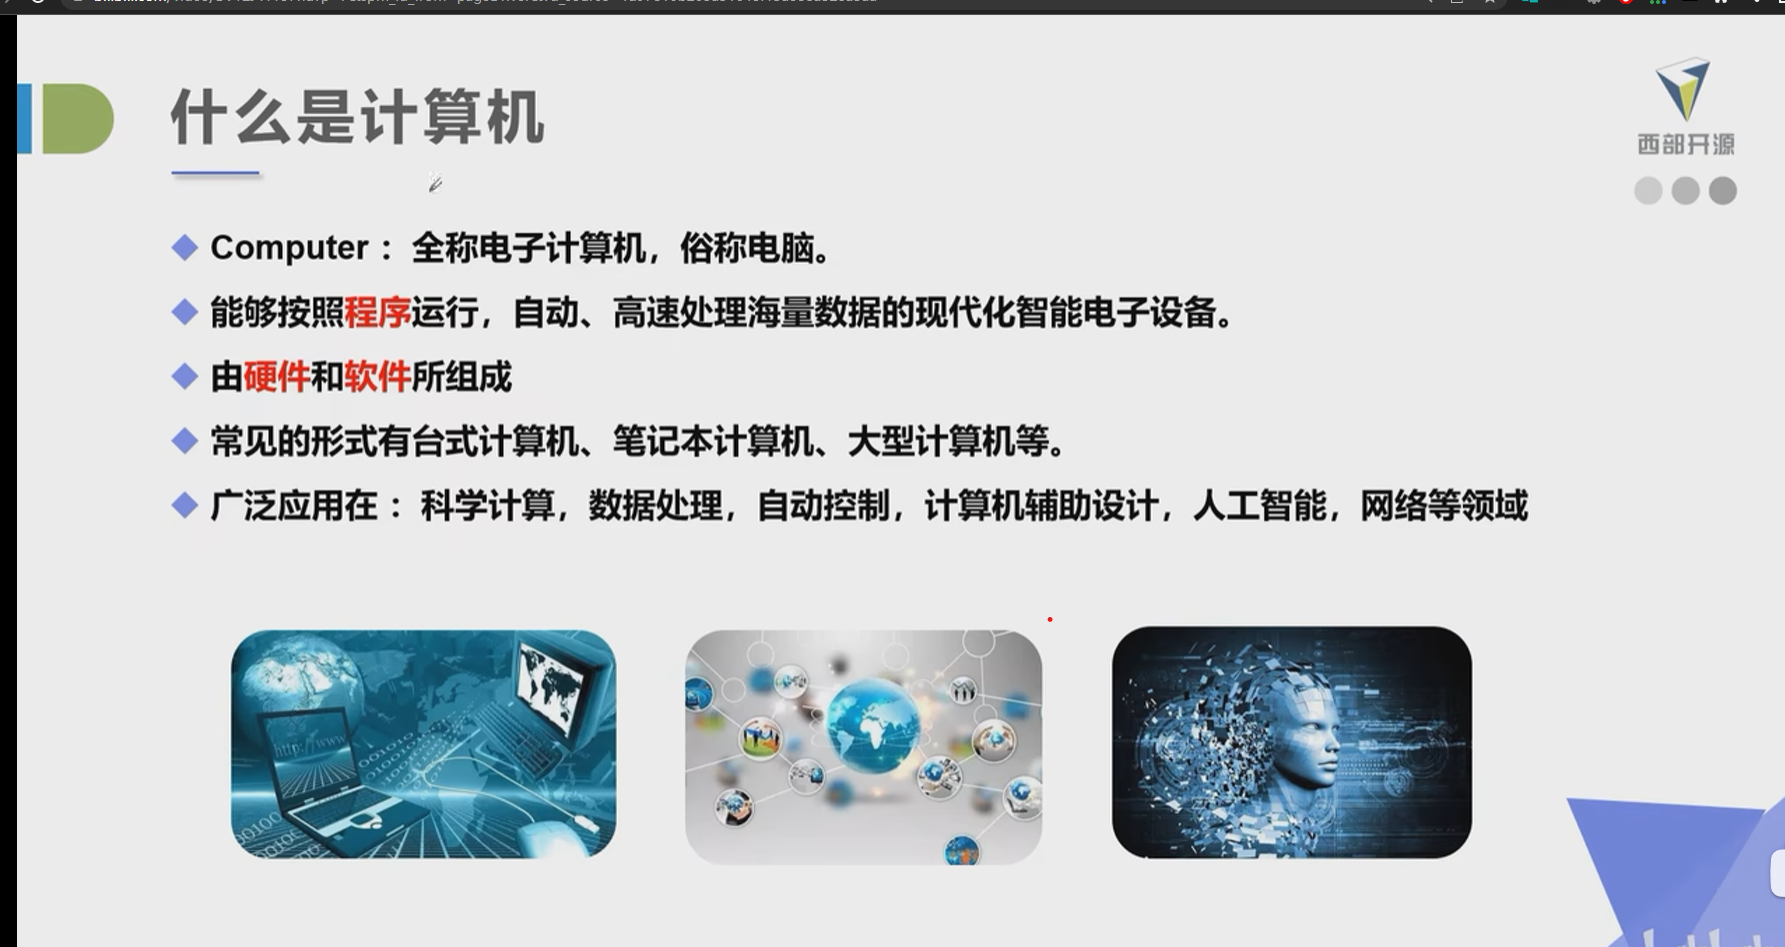 什么是计算机
西部开源
Computer： 全称电子计算机，俗称电脑。
能够按照程序运行，自动、高速处理海量数据的现代化智能电子设备。
由硬件和软件所组成
常见的形式有台式计算机、笔记本计算机、大型计算机等。
广泛应用在： 科学计算，数据处理，自动控制，计算机辅助设计，人工智能，网络等领域
http://www